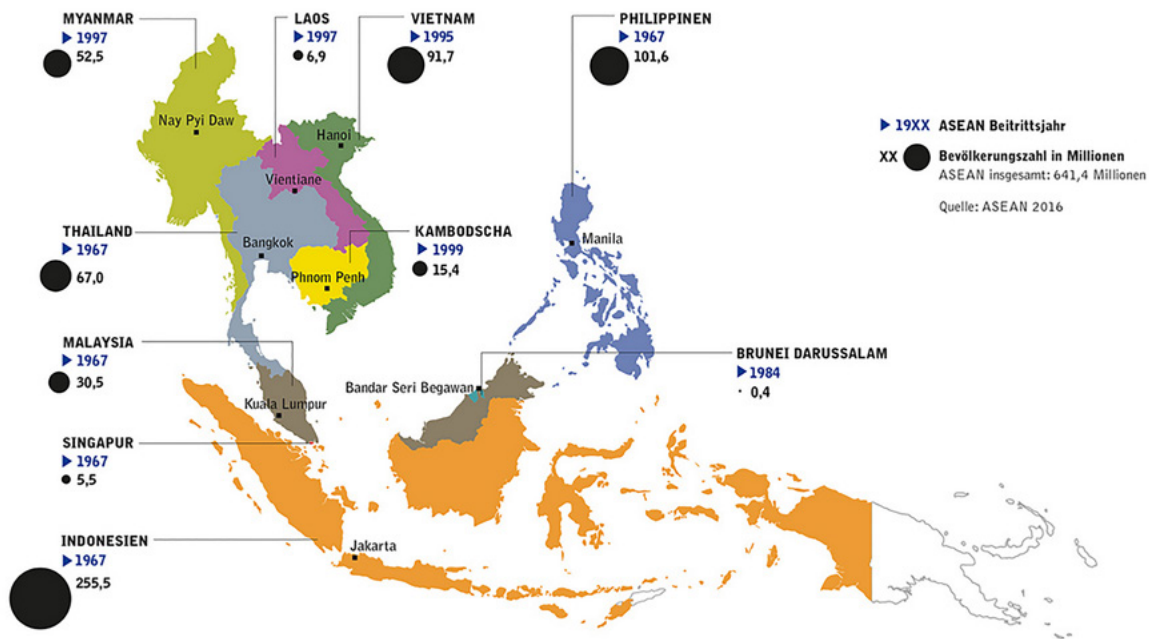 MYANMAR
▶ 1997
52,5
LAOS
▶ 1997
6,9
VIETNAM
▶ 1995
91,7
PHILIPPINEN
▶ 1967
101,6
▶ 19XX ASEAN Beitrittsjahr
XX Bevölkerungszahl in Millionen
ASEAN insgesamt: 641,4 Millionen
Quelle: ASEAN 2016
Nay Pyi Daw
Hanoi
Vientiane
THAILAND
▶ 1967
67,0
Bangkok
KAMBODSCHA
▶ 1999
15,4
Phnom Penh
Manila
MALAYSIA
▶ 1967
30,5
Kuala Lumpur
BRUNEI DARUSSALAM
▶ 1984
0,4
Bandar Seri Begawan
SINGAPUR
▶ 1967
5,5
INDONESIEN
▶ 1967
255,5
Jakarta